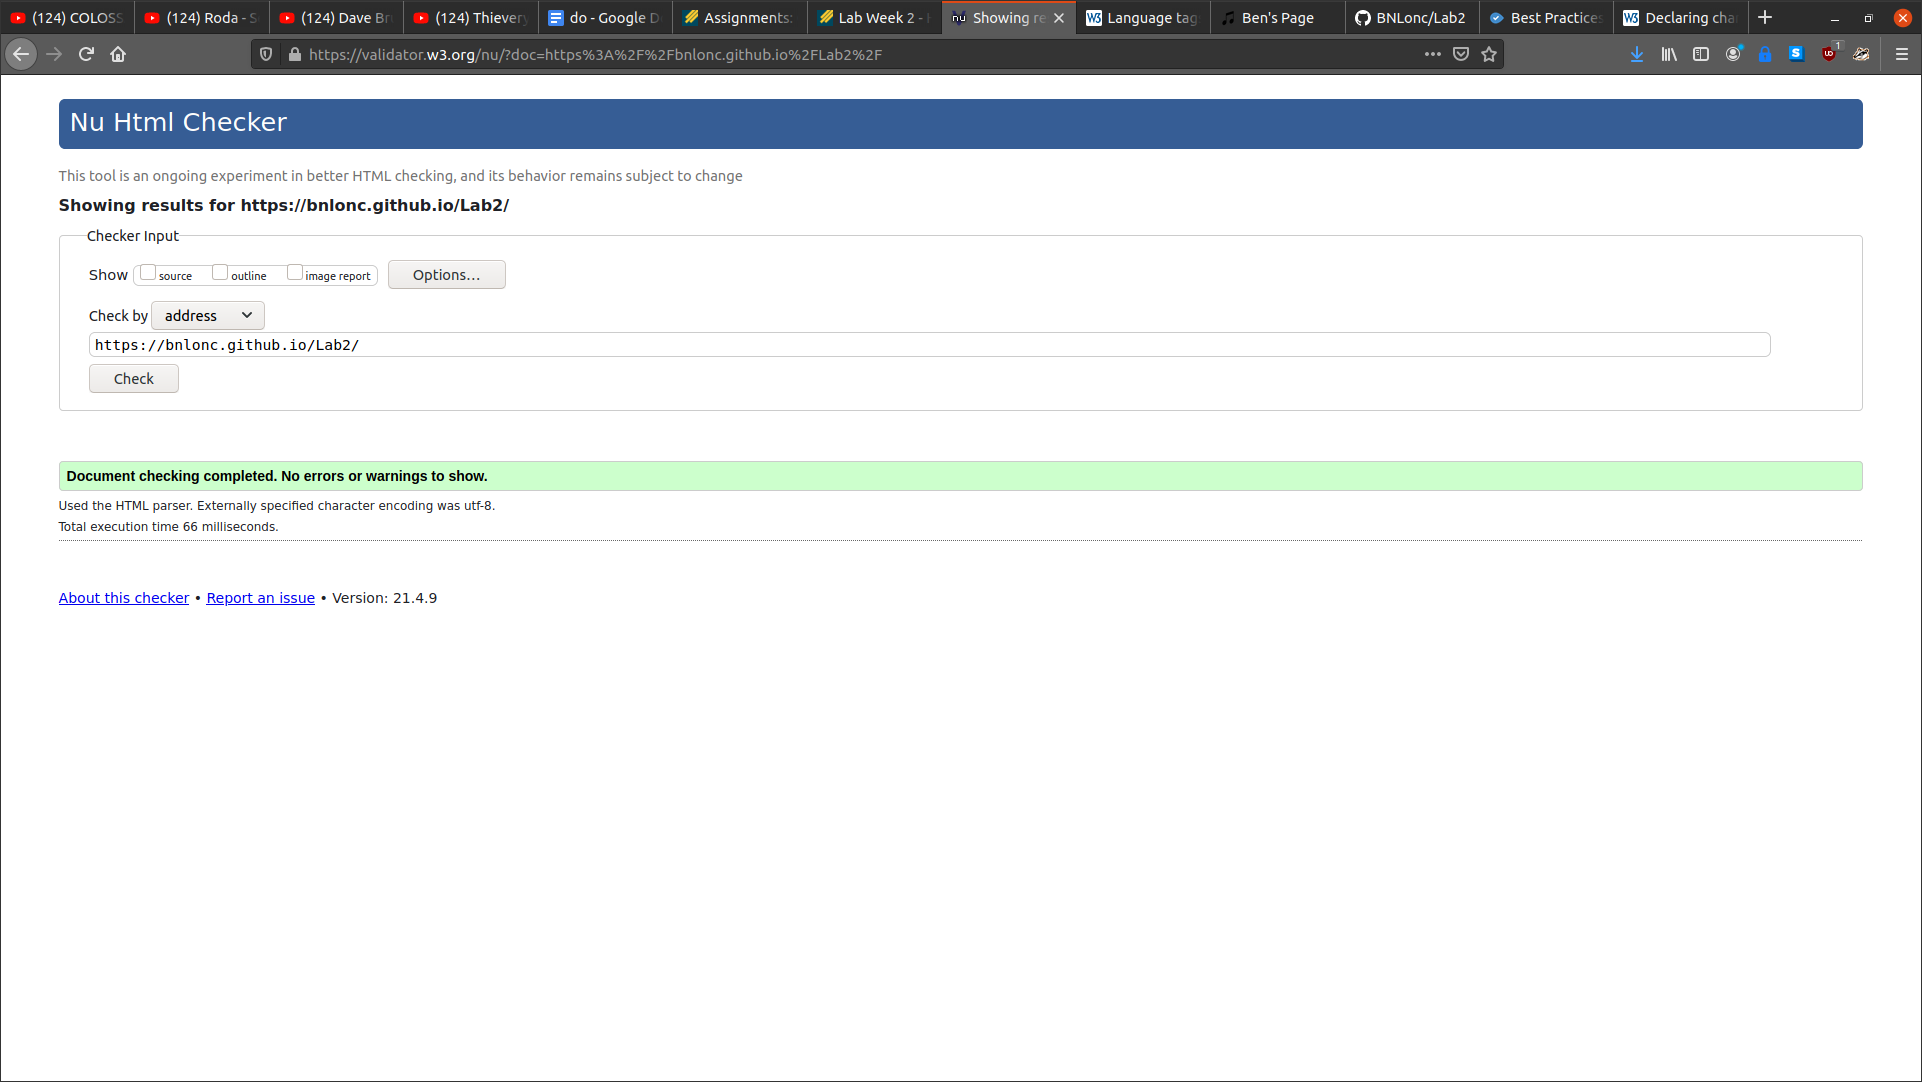 (124) COLOSS (124) Roda - S (124) Dave Br (124) Thievery do - Google D Assignments: Lab Week 2 - Showing re Language tag Ben's Page BNLonc/Lab2 Best Practices Declaring cha
https://validator.w3.org/nu/?doc=https%3A%2F%2Fbnlonc.github.io%2FLab2%2F
1
Nu Html Checker
This tool is an ongoing experiment in better HTML checking, and its behavior remains subject to change
Showing results for https://bnlonc.github.io/Lab2/
Checker Input
Show source outline image report Options...
Check by address
https://bnlonc.github.io/Lab2/
Check
Document checking completed. No errors or warnings to show.
Used the HTML parser. Externally specified character encoding was utf-8.
Total execution time 66 milliseconds.
About this checker • Report an issue • Version: 21.4.9